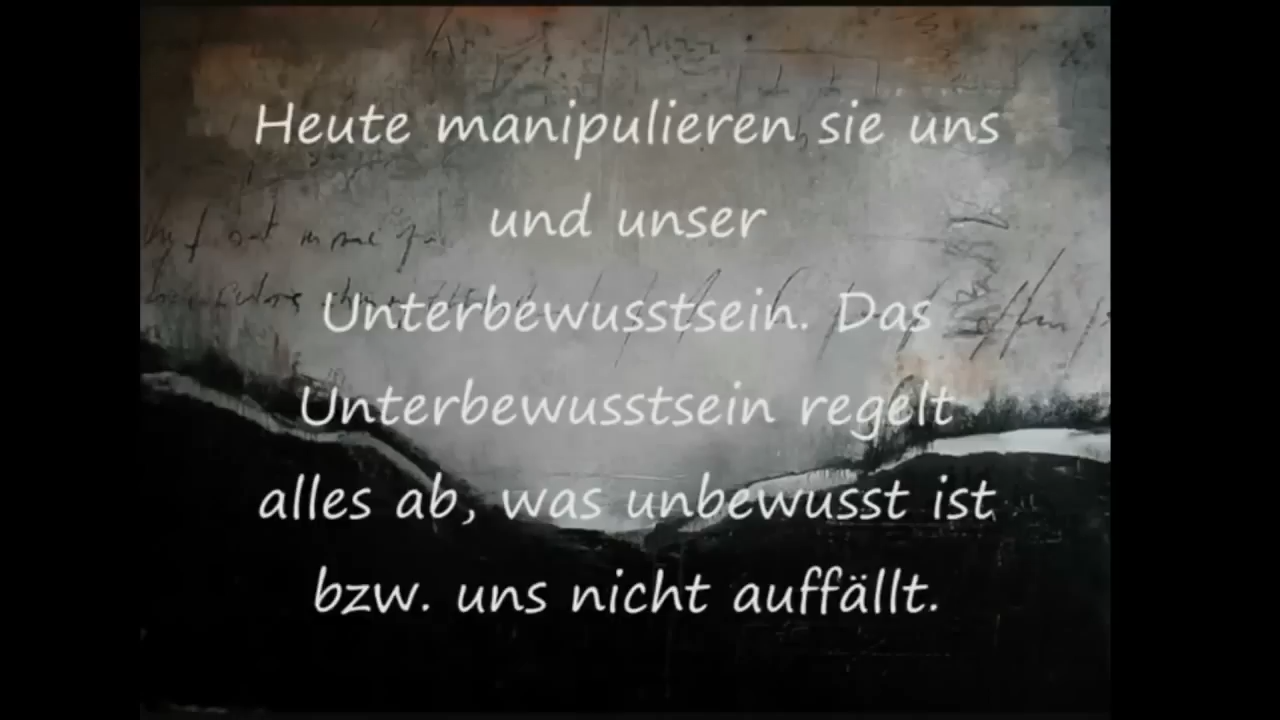 Heute manipulieren sie uns
und unser
Unterbewusstsein. Das
Unterbewusstsein regelt
alles ab, was unbewusst ist
bzw. uns nicht auffällt.